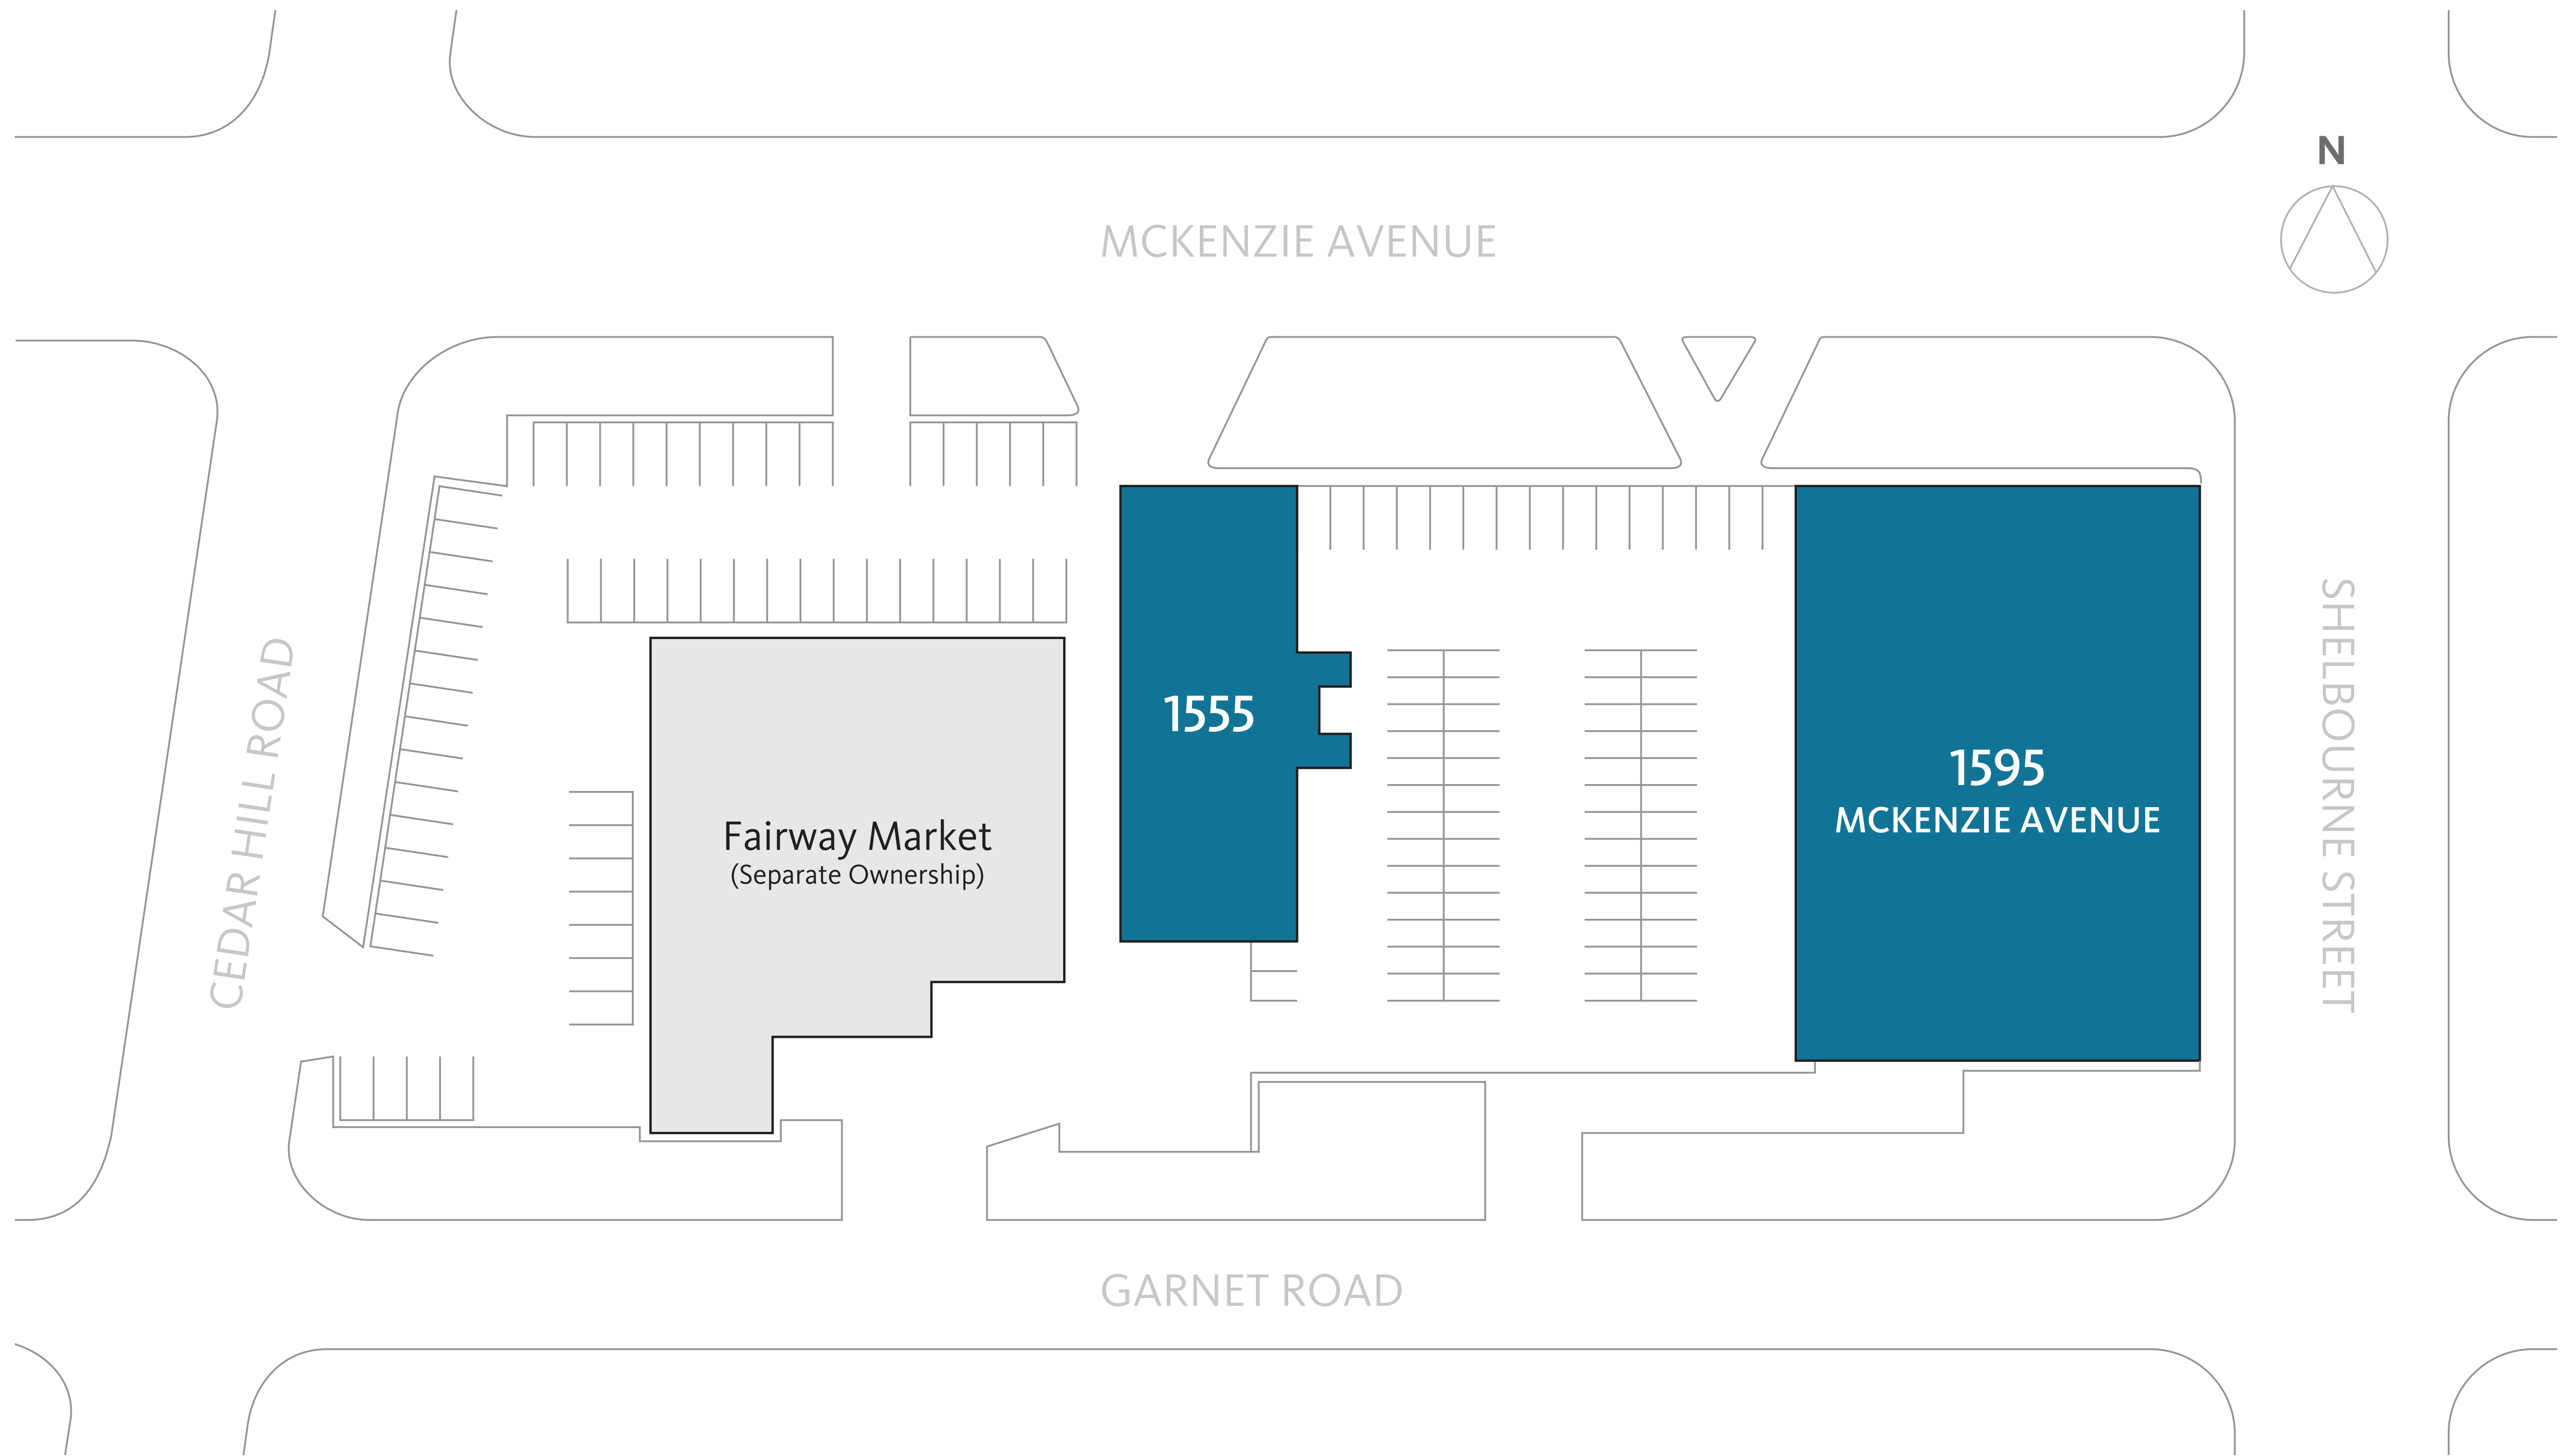 N
MCKENZIE AVENUE
CEDAR HILL ROAD
Fairway Market
(Separate Ownership)
1555
1595
MCKENZIE AVENUE
SHELBOURNE STREET
GARNET ROAD